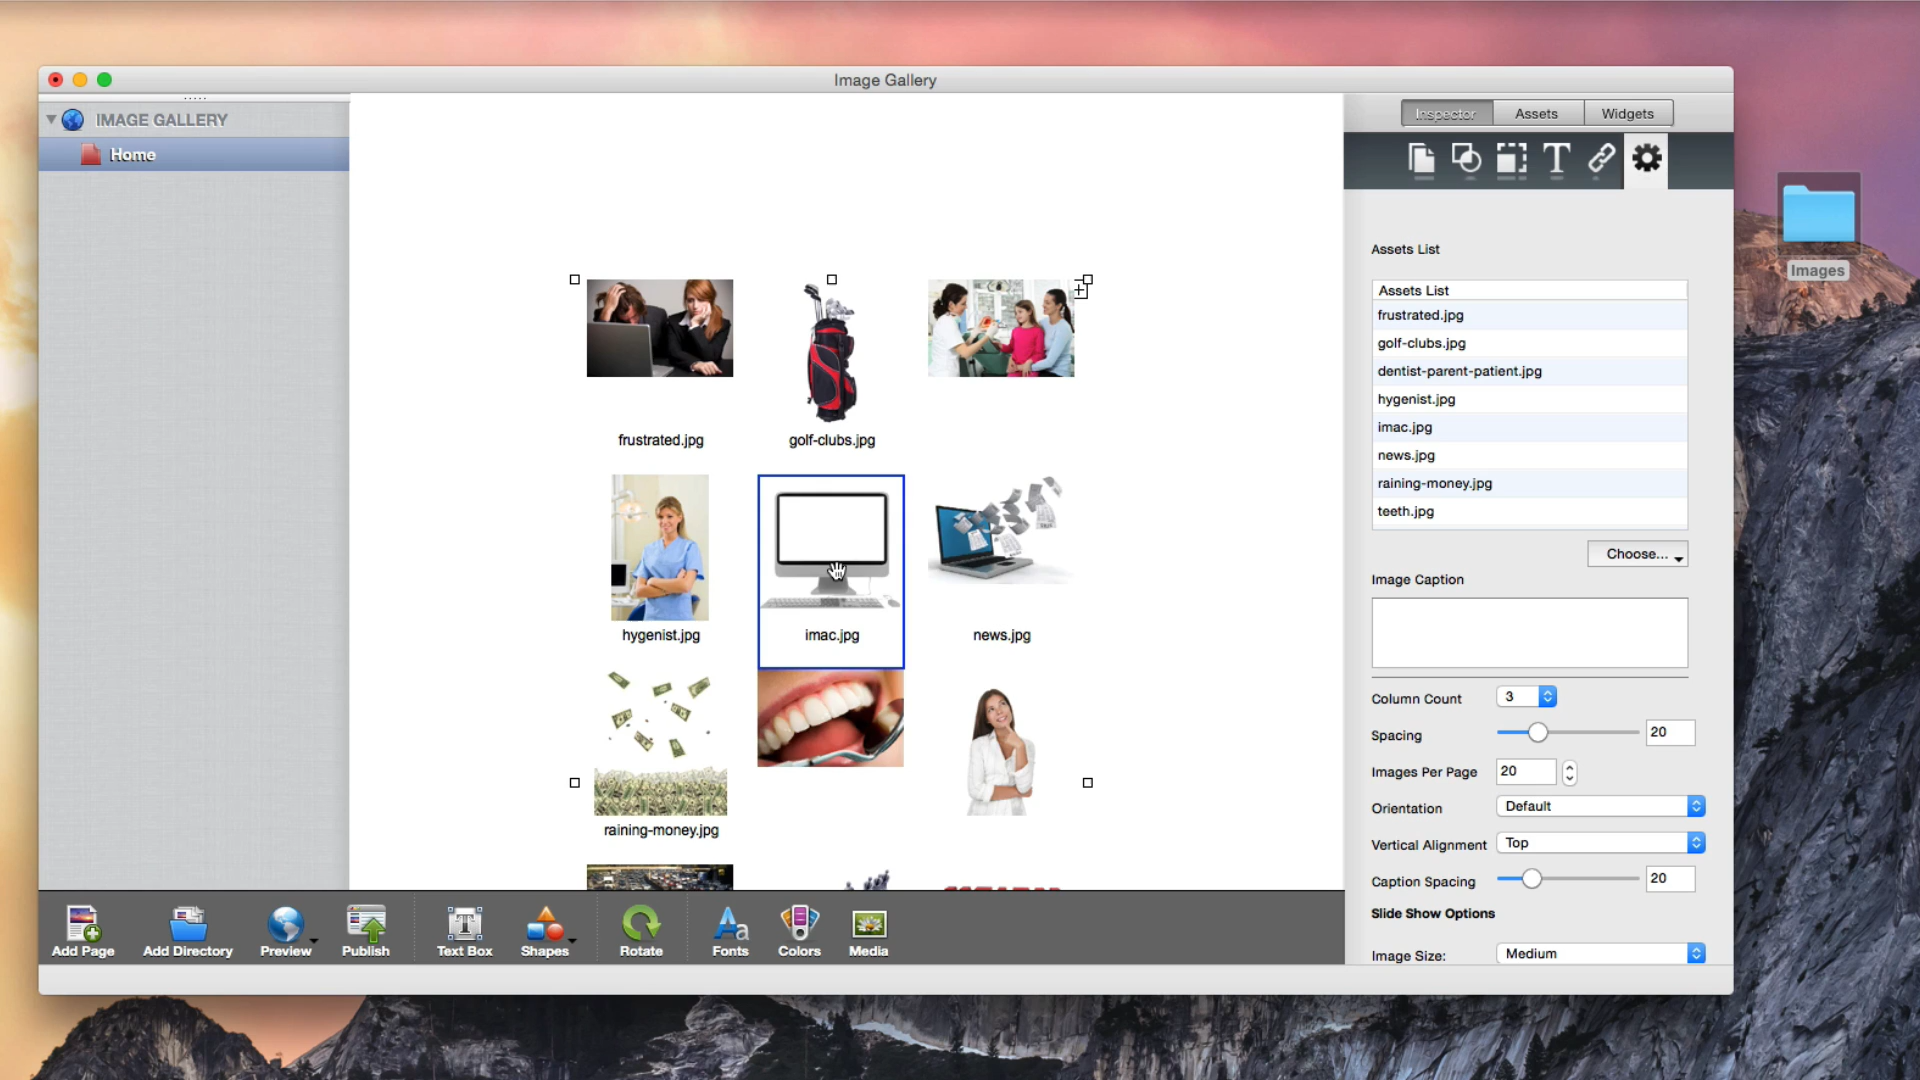 Image Gallery
IMAGE GALLERY
Home
frustrated.jpg
golf-clubs.jpg
hygenist.jpg
imac.jpg
news.jpg
raining-money.jpg
Add Page
Add Directory
Preview
Publish
Text Box
Shapes
Rotate
Fonts
Colors
Media
Inspector
Assets
Widgets
Assets List
Assets List
frustrated.jpg
golf-clubs.jpg
dentist-parent-patient.jpg
hygenist.jpg
imac.jpg
news.jpg
raining-money.jpg
teeth.jpg
Choose...
Image Caption
Column Count 3
Spacing 20
Images Per Page 20
Orientation Default
Vertical Alignment Top
Caption Spacing 20
Slide Show Options
Image Size: Medium
Images